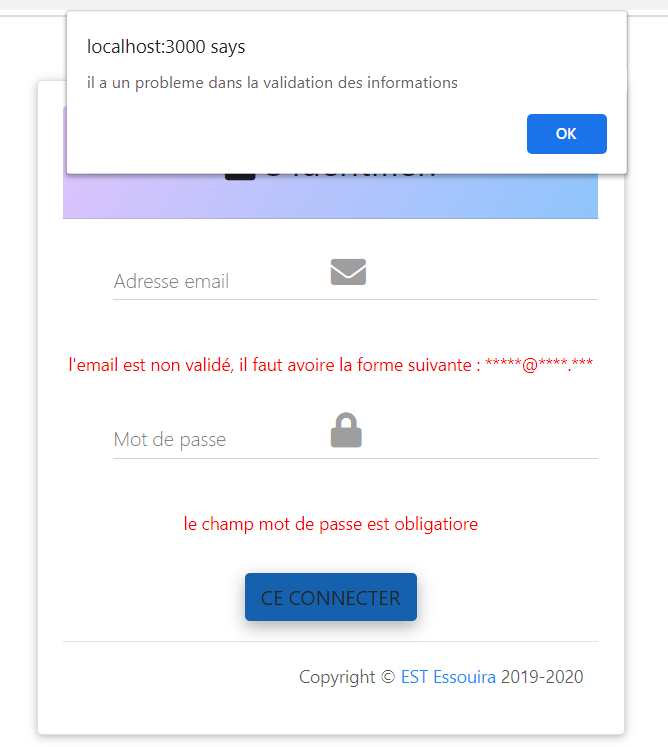 localhost:3000 says
il a un probleme dans la validation des informations
OK
Adresse email
l'email est non validé, il faut avoire la forme suivante : *****@****.***
Mot de passe
le champ mot de passe est obligatiore
CE CONNECTER
Copyright © EST Essouira 2019-2020